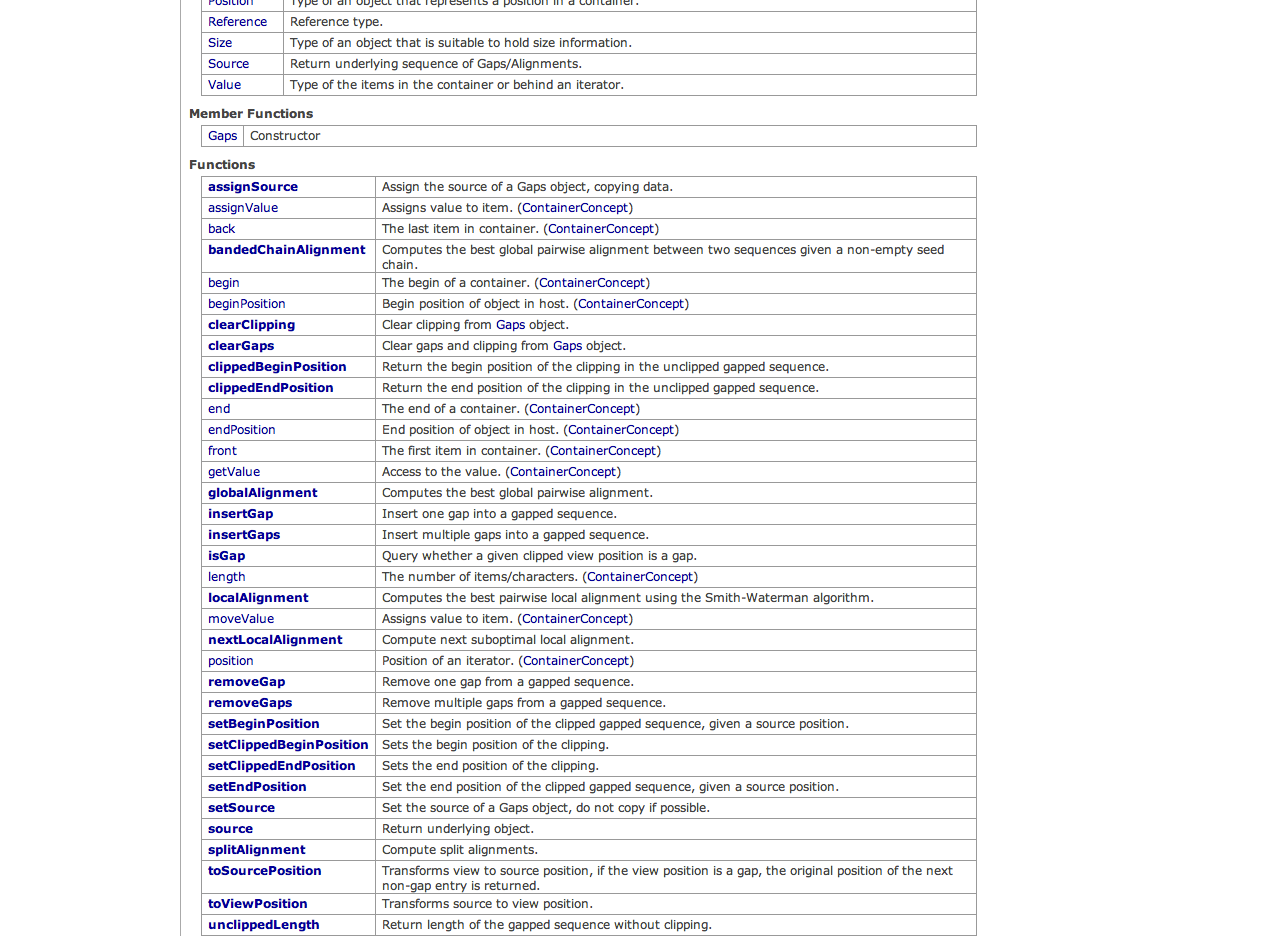 Position Type of an object that represents a position in a container.
Reference Reference type.
Size Type of an object that is suitable to hold size information.
Source Return underlying sequence of Gaps/Alignments.
Value Type of the items in the container or behind an iterator.
Member Functions
Gaps Constructor
Functions
assignSource Assign the source of a Gaps object, copying data.
assignValue Assigns value to item. (ContainerConcept)
back The last item in container. (ContainerConcept)
bandedChainAlignment Computes the best global pairwise alignment between two sequences given a non-empty seed
chain.
begin The begin of a container. (ContainerConcept)
beginPosition Begin position of object in host. (ContainerConcept)
clearClipping Clear clipping from Gaps object.
clearGaps Clear gaps and clipping from Gaps object.
clippedBeginPosition Return the begin position of the clipping in the unclipped gapped sequence.
clippedEndPosition Return the end position of the clipping in the unclipped gapped sequence.
end The end of a container. (ContainerConcept)
endPosition End position of object in host. (ContainerConcept)
front The first item in container. (ContainerConcept)
getValue Access to the value. (ContainerConcept)
globalAlignment Computes the best global pairwise alignment.
insertGap Insert one gap into a gapped sequence.
insertGaps Insert multiple gaps into a gapped sequence.
isGap Query whether a given clipped view position is a gap.
length The number of items/characters. (ContainerConcept)
localAlignment Computes the best pairwise local alignment using the Smith-Waterman algorithm.
moveValue Assigns value to item. (ContainerConcept)
nextLocalAlignment Compute next suboptimal local alignment.
position Position of an iterator. (ContainerConcept)
removeGap Remove one gap from a gapped sequence.
removeGaps Remove multiple gaps from a gapped sequence.
setBeginPosition Set the begin position of the clipped gapped sequence, given a source position.
setClippedBeginPosition Sets the begin position of the clipping.
setClippedEndPosition Sets the end position of the clipping.
setEndPosition Set the end position of the clipped gapped sequence, given a source position.
setSource Set the source of a Gaps object, do not copy if possible.
source Return underlying object.
splitAlignment Compute split alignments.
toSourcePosition Transforms view to source position, if the view position is a gap, the original position of the next
non-gap entry is returned.
toViewPosition Transforms source to view position.
unclippedLength Return length of the gapped sequence without clipping.